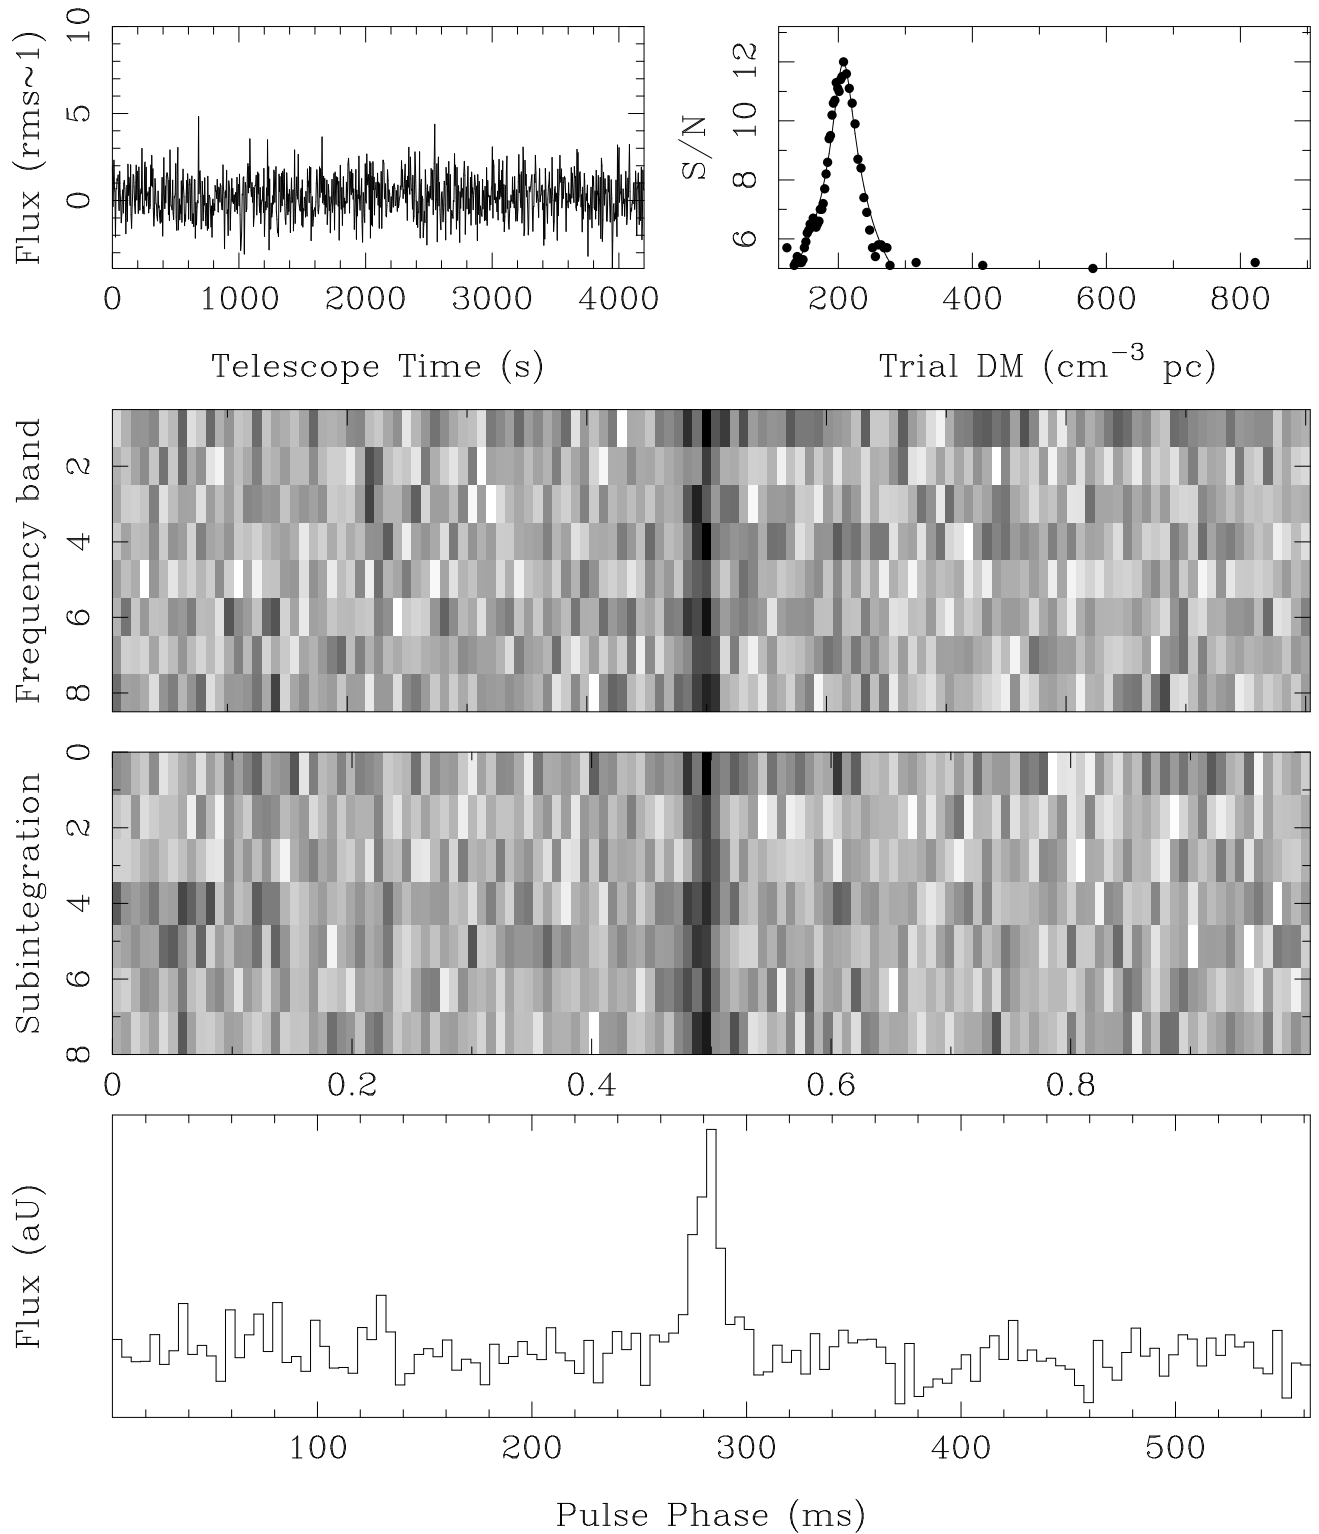 Flux (rms~1)
10
5
0
0 1000 2000 3000 4000
Telescope Time (s)
S/N
12
10
8
6
200 400 600 800
Trial DM (cm⁻³ pc)
Frequency band
2
4
6
8
Subintegration
0
2
4
6
8
0 0.2 0.4 0.6 0.8
Flux (aU)
100 200 300 400 500
Pulse Phase (ms)